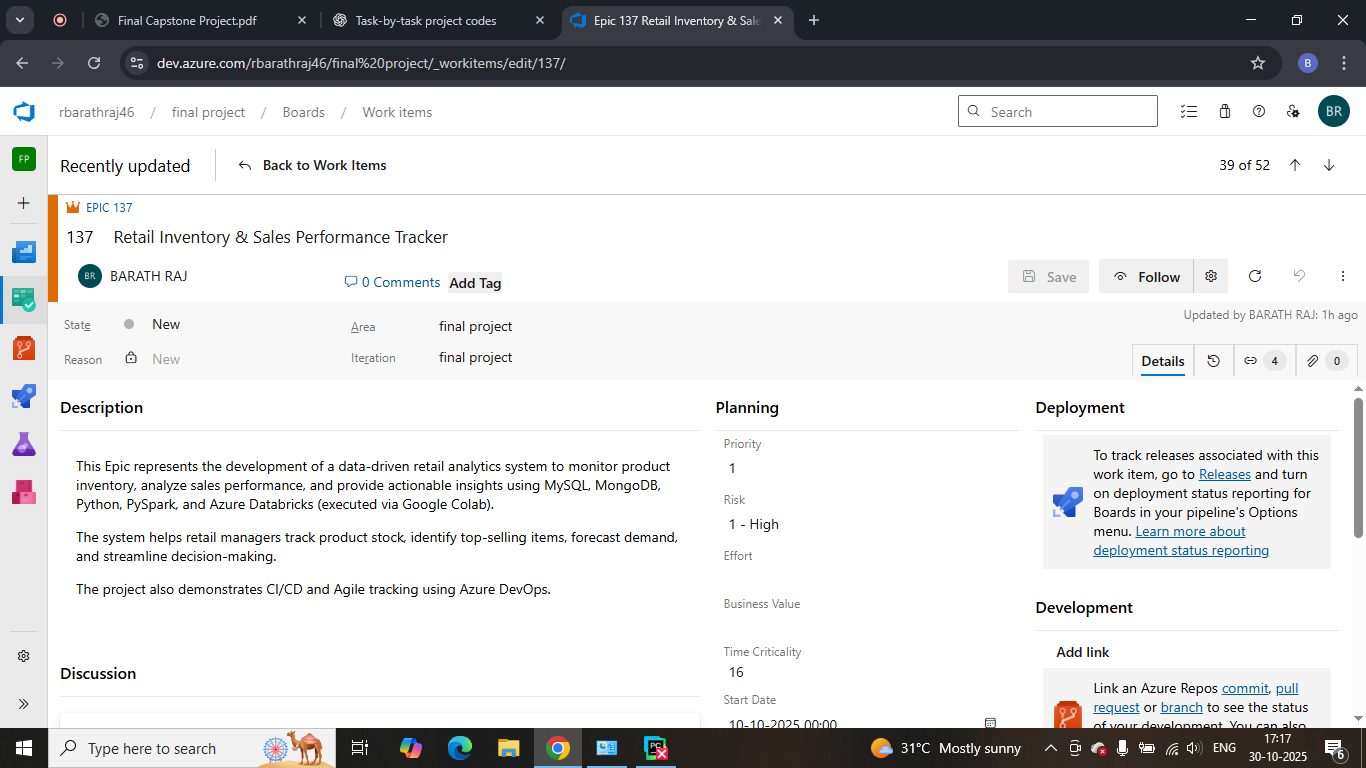 Final Capstone Project.pdf
Task-by-task project codes
Epic 137 Retail Inventory & Sale
dev.azure.com/rbarathraj46/final%20project/_workitems/edit/137/
B
rbarathraj46 / final project / Boards / Work items
Search
BR
FP
Recently updated
Back to Work Items
39 of 52
EPIC 137
137 Retail Inventory & Sales Performance Tracker
BR BARATH RAJ
0 Comments
Add Tag
Save
Follow
State
New
Area
final project
Updated by BARATH RAJ: 1h ago
Reason
New
Iteration
final project
Details
4
0
Description
This Epic represents the development of a data-driven retail analytics system to monitor product
inventory, analyze sales performance, and provide actionable insights using MySQL, MongoDB,
Python, PySpark, and Azure Databricks (executed via Google Colab).
The system helps retail managers track product stock, identify top-selling items, forecast demand,
and streamline decision-making.
The project also demonstrates CI/CD and Agile tracking using Azure DevOps.
Discussion
Planning
Priority
1
Risk
1 - High
Effort
Business Value
Time Criticality
16
Start Date
10-10-2025 00:00
Deployment
To track releases associated with this
work item, go to Releases and turn
on deployment status reporting for
Boards in your pipeline's Options
menu. Learn more about
deployment status reporting
Development
Add link
Link an Azure Repos commit, pull
request or branch to see the status
of your development. You can also
Type here to search
PC
31°C Mostly sunny
ENG
17:17
30-10-2025
6